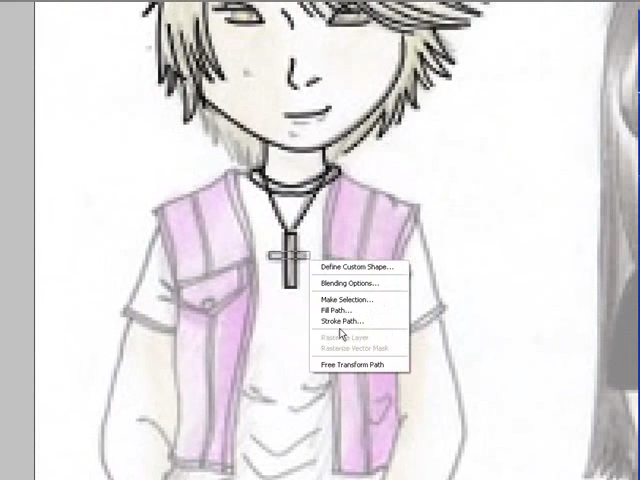 Define Custom Shape...
Blending Options...
Make Selection...
Fill Path...
Stroke Path...
Rasterize Layer
Rasterize Vector Mask
Free Transform Path